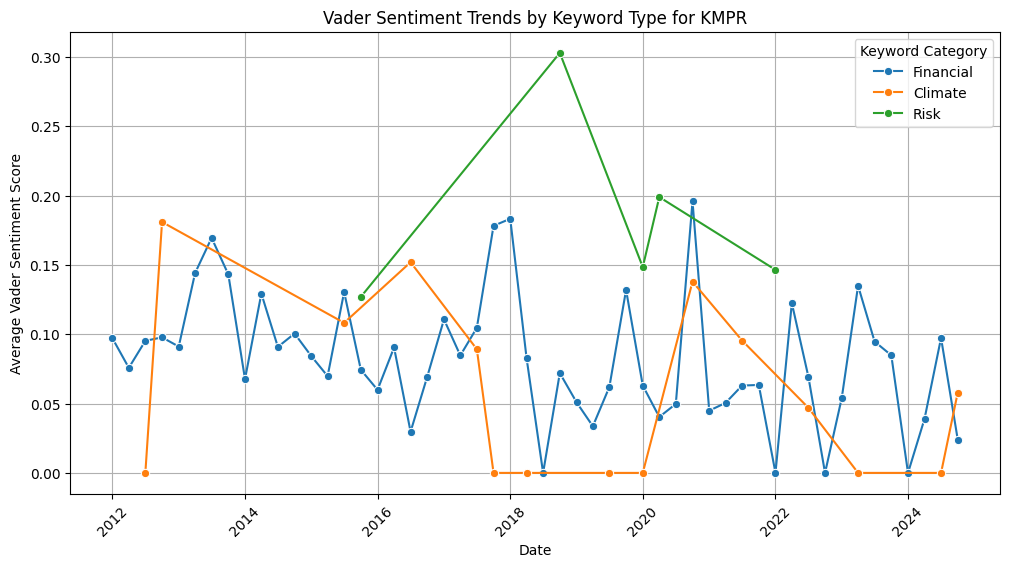 Vader Sentiment Trends by Keyword Type for KMPR
Keyword Category
Financial
Climate
Risk
Average Vader Sentiment Score
0.30
0.25
0.20
0.15
0.10
0.05
0.00
2012
2014
2016
2018
2020
2022
2024
Date